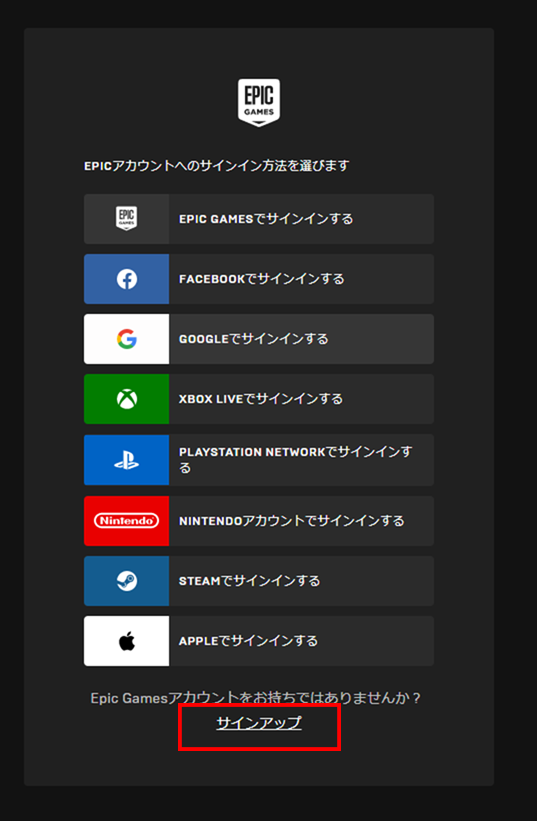 EPIC
GAMES
EPICアカウントへのサインイン方法を選びます
EPIC
GAMES
EPIC GAMESでサインインする
FACEBOOKでサインインする
GOOGLEでサインインする
XBOX LIVEでサインインする
PLAYSTATION NETWORKでサインインす
る
Nintendo
NINTENDOアカウントでサインインする
STEAMでサインインする
APPLEでサインインする
Epic Gamesアカウントをお持ちではありませんか？
サインアップ